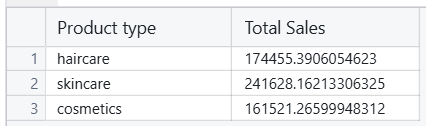 Product type Total Sales
1 haircare 174455.3906054623
2 skincare 241628.16213306325
3 cosmetics 161521.26599948312